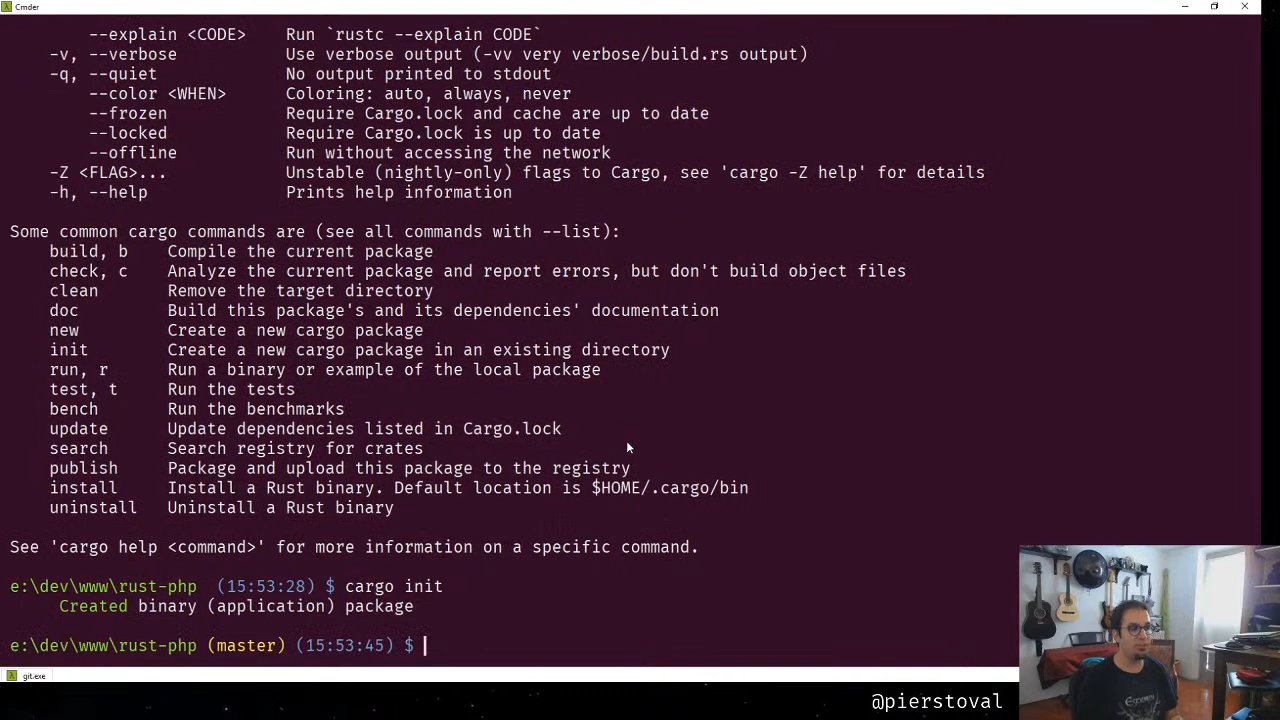 Cmder
--explain <CODE> Run `rustc --explain CODE`
-v, --verbose Use verbose output (-vv very verbose/build.rs output)
-q, --quiet No output printed to stdout
--color <WHEN> Coloring: auto, always, never
--frozen Require Cargo.lock and cache are up to date
--locked Require Cargo.lock is up to date
--offline Run without accessing the network
-Z <FLAG>... Unstable (nightly-only) flags to Cargo, see 'cargo -Z help' for details
-h, --help Prints help information
Some common cargo commands are (see all commands with --list):
build, b Compile the current package
check, c Analyze the current package and report errors, but don't build object files
clean Remove the target directory
doc Build this package's and its dependencies' documentation
new Create a new cargo package
init Create a new cargo package in an existing directory
run, r Run a binary or example of the local package
test, t Run the tests
bench Run the benchmarks
update Update dependencies listed in Cargo.lock
search Search registry for crates
publish Package and upload this package to the registry
install Install a Rust binary. Default location is $HOME/.cargo/bin
uninstall Uninstall a Rust binary
See 'cargo help <command>' for more information on a specific command.
e:\dev\www\rust-php (15:53:28) $ cargo init
Created binary (application) package
e:\dev\www\rust-php (master) (15:53:45) $
git.exe
@pierstoval